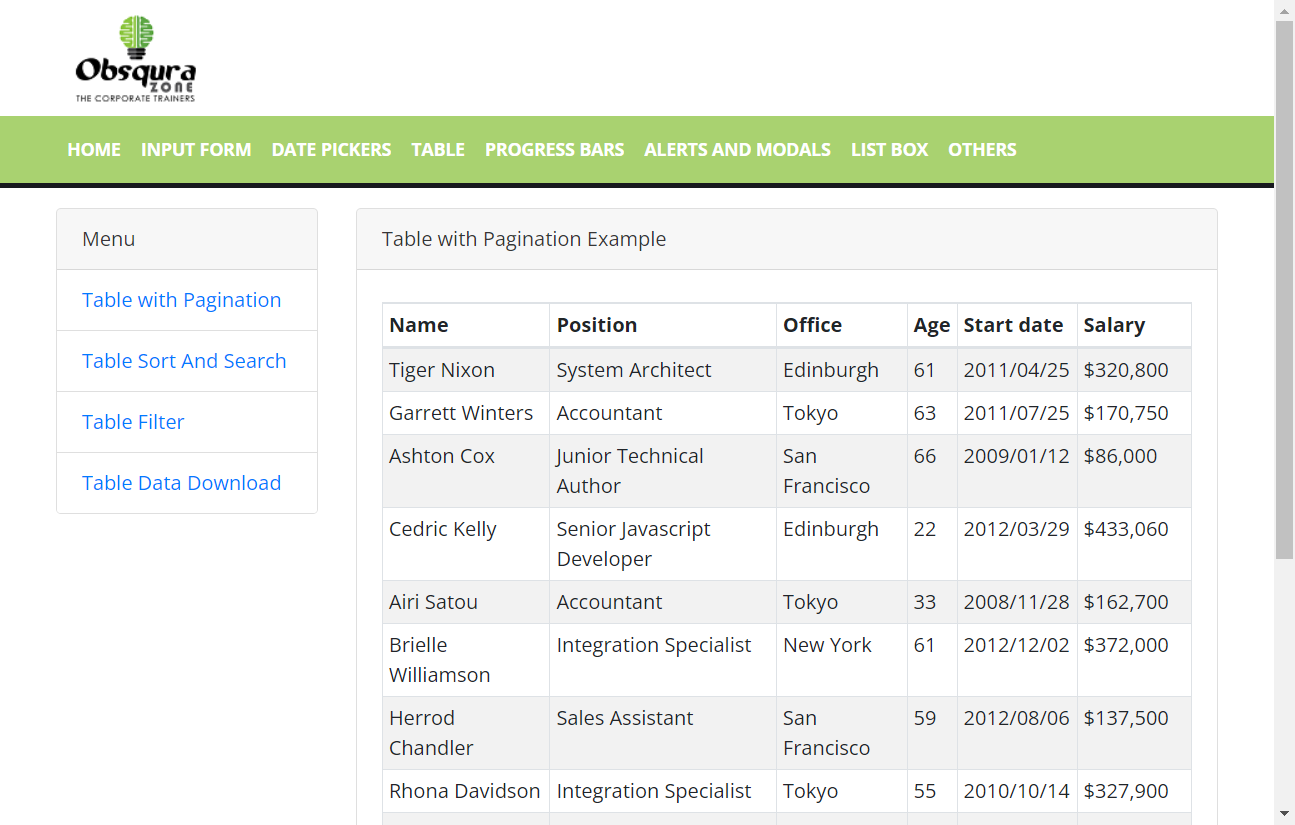 Obsqura
ZONE
THE CORPORATE TRAINERS
HOME INPUT FORM DATE PICKERS TABLE PROGRESS BARS ALERTS AND MODALS LIST BOX OTHERS
Menu
Table with Pagination
Table Sort And Search
Table Filter
Table Data Download
Table with Pagination Example
Name Position Office Age Start date Salary
Tiger Nixon System Architect Edinburgh 61 2011/04/25 $320,800
Garrett Winters Accountant Tokyo 63 2011/07/25 $170,750
Ashton Cox Junior Technical San 66 2009/01/12 $86,000
Author Francisco
Cedric Kelly Senior Javascript Edinburgh 22 2012/03/29 $433,060
Developer
Airi Satou Accountant Tokyo 33 2008/11/28 $162,700
Brielle Integration Specialist New York 61 2012/12/02 $372,000
Williamson
Herrod Sales Assistant San 59 2012/08/06 $137,500
Chandler Francisco
Rhona Davidson Integration Specialist Tokyo 55 2010/10/14 $327,900